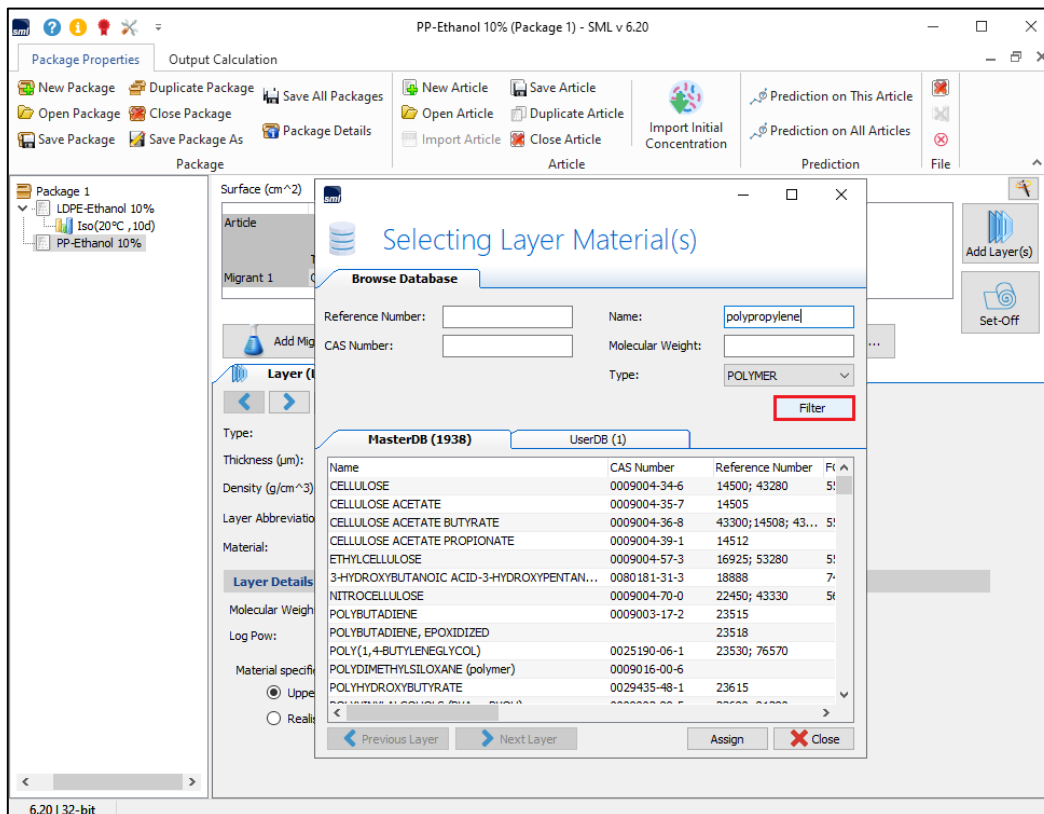 sml PP-Ethanol 10% (Package 1) - SML v 6.20
Package Properties Output Calculation
New Package Duplicate Package Save All Packages New Article Save Article Import Initial Concentration Prediction on This Article
Open Package Close Package Open Article Duplicate Article
Save Package Save Package As Package Details Import Article Close Article Prediction on All Articles
Package Article Prediction File
Package 1
LDPE-Ethanol 10%
Iso(20ºC ,10d)
PP-Ethanol 10%
Surface (cm^2)
Article
Migrant 1
Add Layer(s)
Set-Off
Add Mig
...
Layer (
Type:
Thickness (µm):
Density (g/cm^3)
Layer Abbreviatio
Material:
Layer Details
Molecular Weigh
Log Pow:
Material specifi
Uppe
Realis
sml
Selecting Layer Material(s)
Browse Database
Reference Number: Name: polypropylene
CAS Number: Molecular Weight:
Type: POLYMER
Filter
MasterDB (1938) UserDB (1)
Name CAS Number Reference Number
CELLULOSE 0009004-34-6 14500; 43280
CELLULOSE ACETATE 0009004-35-7 14505
CELLULOSE ACETATE BUTYRATE 0009004-36-8 43300;14508; 43...
CELLULOSE ACETATE PROPIONATE 0009004-39-1 14512
ETHYLCELLULOSE 0009004-57-3 16925; 53280
3-HYDROXYBUTANOIC ACID-3-HYDROXYPENTAN... 0080181-31-3 18888
NITROCELLULOSE 0009004-70-0 22450; 43330
POLYBUTADIENE 0009003-17-2 23515
POLYBUTADIENE, EPOXIDIZED 23518
POLY(1,4-BUTYLENEGLYCOL) 0025190-06-1 23530; 76570
POLYDIMETHYLSILOXANE (polymer) 0009016-00-6
POLYHYDROXYBUTYRATE 0029435-48-1 23615
Previous Layer Next Layer Assign Close
6.20 | 32-bit